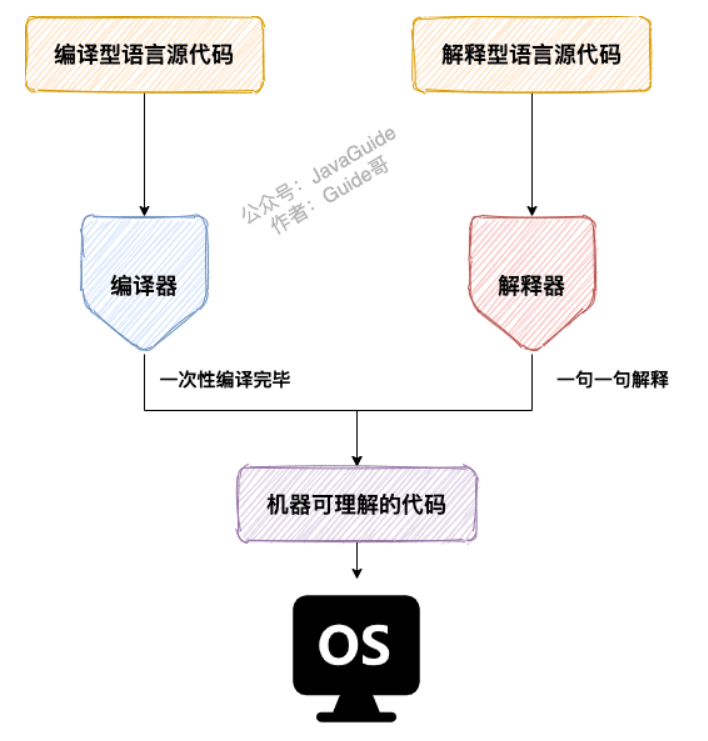 编译型语言源代码
解释型语言源代码
公众号：JavaGuide
作者：Guide哥
编译器
解释器
一次性编译完毕
一句一句解释
机器可理解的代码
OS